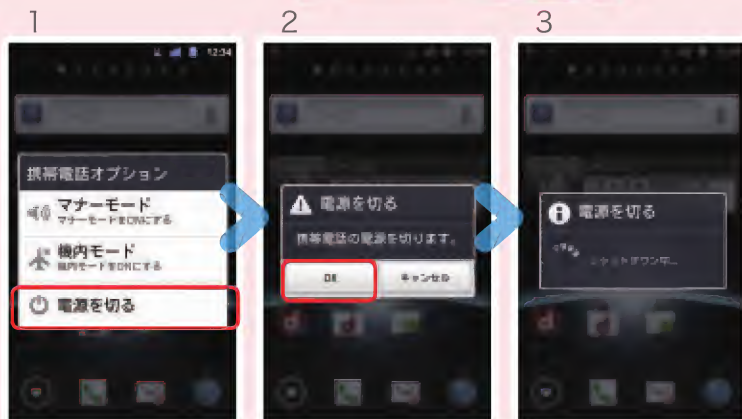 1
2
3
12:34
携帯電話オプション
マナーモード
マナーモードをONにする
機内モード
機内モードをONにする
電源を切る
電源を切る
携帯電話の電源を切ります。
OK
キャンセル
電源を切る
シャットダウン中...